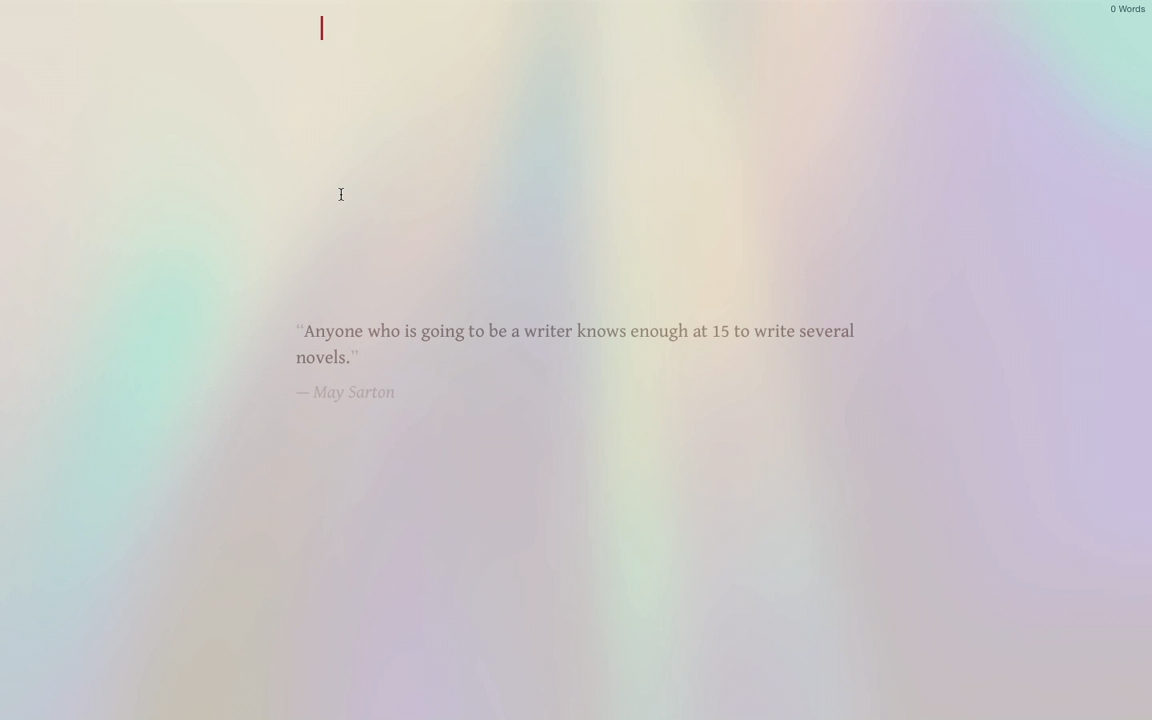 0 Words
“Anyone who is going to be a writer knows enough at 15 to write several
novels.”
— May Sarton